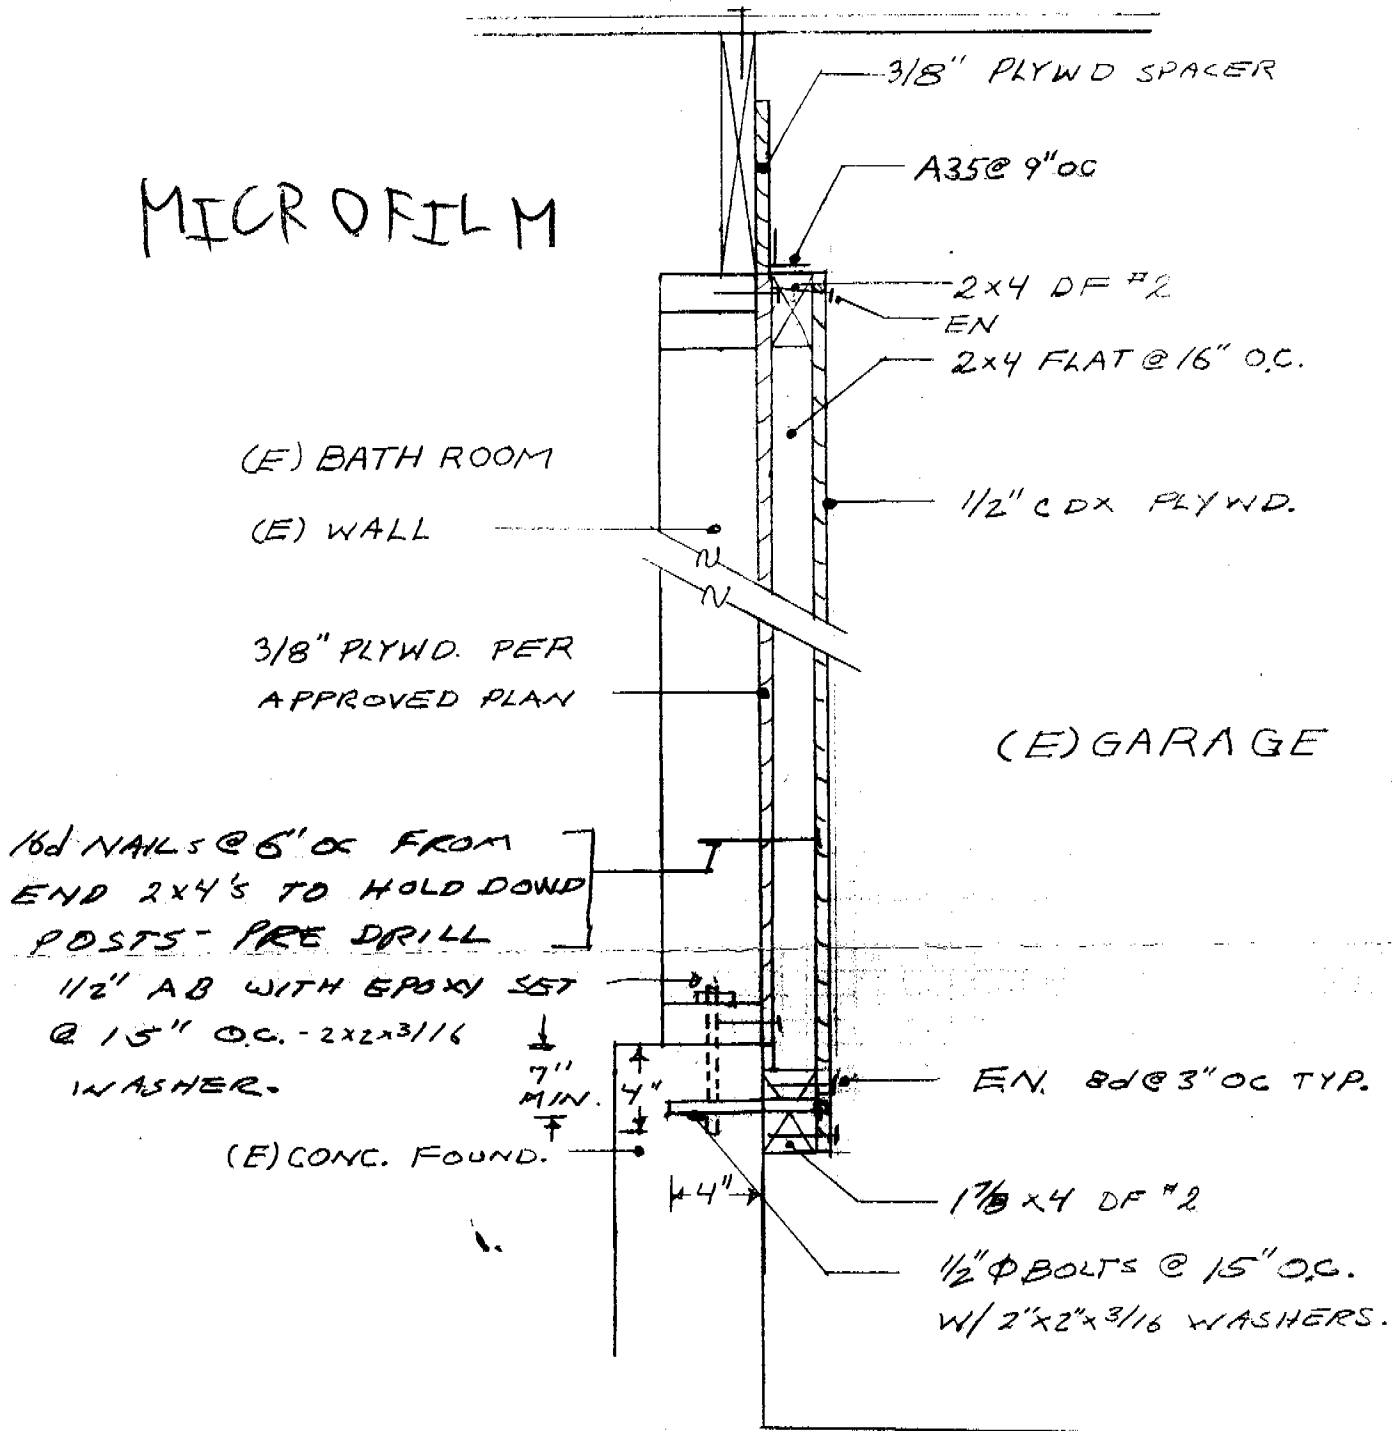 3/8" PLYWD SPACER
A35@ 9"OC
MICROFILM
2x4 DF #2
EN
2x4 FLAT @ 16" O.C.
(E) BATH ROOM
1/2" CDX PLYWD.
(E) WALL
3/8" PLYWD. PER
APPROVED PLAN
(E) GARAGE
16d NAILS @ 6" OC FROM
END 2x4'S TO HOLD DOWD
POSTS - PRE DRILL
1/2" AB WITH EPOXY SET
@ 15" O.C. - 2x2x3/16
WASHER.
7"
MIN.
4"
EN. 8d@ 3" OC TYP.
(E) CONC. FOUND.
4"
1 7/8 x4 DF #2
1/2" Φ BOLTS @ 15" O.C.
W/ 2"x2"x3/16 WASHERS.